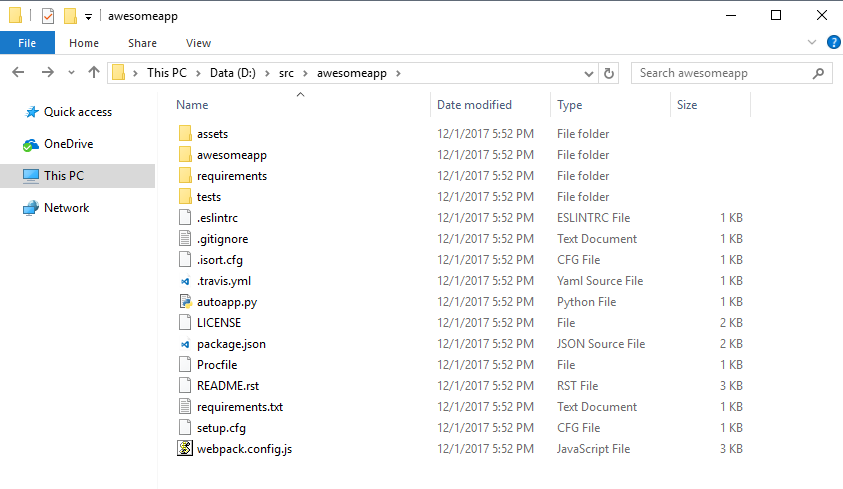 awesomeapp
File Home Share View
This PC Data (D:) src awesomeapp Search awesomeapp
Quick access
OneDrive
This PC
Network
Name Date modified Type Size
assets 12/1/2017 5:52 PM File folder
awesomeapp 12/1/2017 5:52 PM File folder
requirements 12/1/2017 5:52 PM File folder
tests 12/1/2017 5:52 PM File folder
.eslintrc 12/1/2017 5:52 PM ESLINTRC File 1 KB
.gitignore 12/1/2017 5:52 PM Text Document 1 KB
.isort.cfg 12/1/2017 5:52 PM CFG File 1 KB
.travis.yml 12/1/2017 5:52 PM Yaml Source File 1 KB
autoapp.py 12/1/2017 5:52 PM Python File 1 KB
LICENSE 12/1/2017 5:52 PM File 2 KB
package.json 12/1/2017 5:52 PM JSON Source File 2 KB
Procfile 12/1/2017 5:52 PM File 1 KB
README.rst 12/1/2017 5:52 PM RST File 3 KB
requirements.txt 12/1/2017 5:52 PM Text Document 1 KB
setup.cfg 12/1/2017 5:52 PM CFG File 1 KB
webpack.config.js 12/1/2017 5:52 PM JavaScript File 3 KB